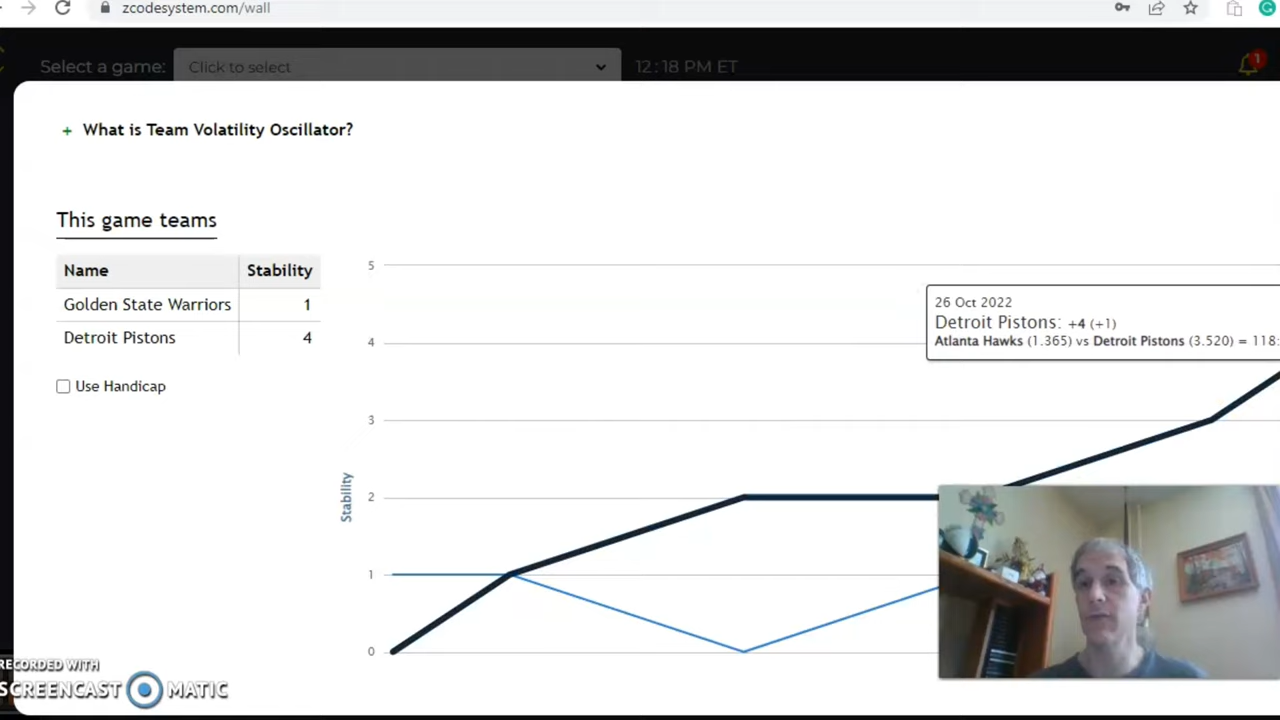 zcodesystem.com/wall
Select a game: Click to select 12:18 PM ET
1
+ What is Team Volatility Oscillator?
This game teams
Name Stability
Golden State Warriors 1
Detroit Pistons 4
Use Handicap
5
4
3
2
1
0
Stability
26 Oct 2022
Detroit Pistons: +4 (+1)
Atlanta Hawks (1.365) vs Detroit Pistons (3.520) = 118:
RECORDED WITH
SCREENCAST MATIC